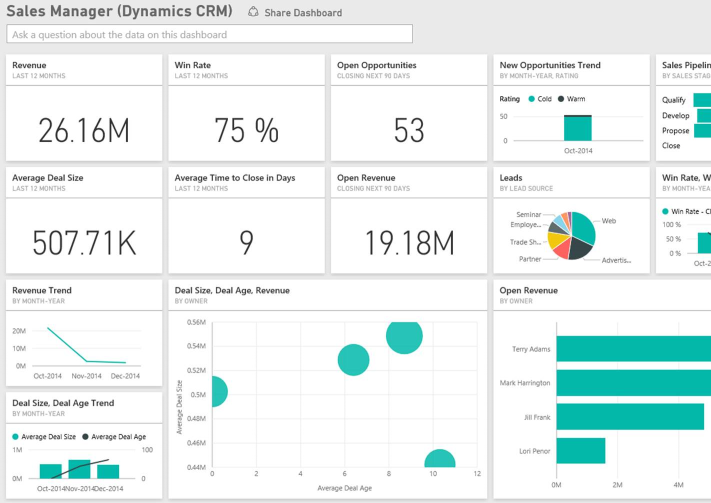 Sales Manager (Dynamics CRM)
Share Dashboard
Ask a question about the data on this dashboard
Revenue
LAST 12 MONTHS
26.16M
Win Rate
LAST 12 MONTHS
75 %
Open Opportunities
CLOSING NEXT 90 DAYS
53
New Opportunities Trend
BY MONTH-YEAR, RATING
Rating Cold Warm
50
0
Oct-2014
Sales Pipelin
BY SALES STAG
Qualify
Develop
Propose
Close
Average Deal Size
LAST 12 MONTHS
507.71K
Average Time to Close in Days
LAST 12 MONTHS
9
Open Revenue
CLOSING NEXT 90 DAYS
19.18M
Leads
BY LEAD SOURCE
Seminar
Employe...
Trade Sh...
Partner
Web
Advertis...
Win Rate, W
BY MONTH-YEA
Win Rate - Cl
100 %
50 %
0 %
Oct-2
Revenue Trend
BY MONTH-YEAR
20M
10M
0M
Oct-2014 Nov-2014 Dec-2014
Deal Size, Deal Age Trend
BY MONTH-YEAR
Average Deal Size Average Deal Age
1M 100
0M 0
Oct-2014Nov-2014Dec-2014
Deal Size, Deal Age, Revenue
BY OWNER
Average Deal Size
0.56M
0.54M
0.52M
0.5M
0.48M
0.46M
0.44M
0 2 4 6 8 10 12
Average Deal Age
Open Revenue
BY OWNER
Terry Adams
Mark Harrington
Jill Frank
Lori Penor
0M 2M 4M